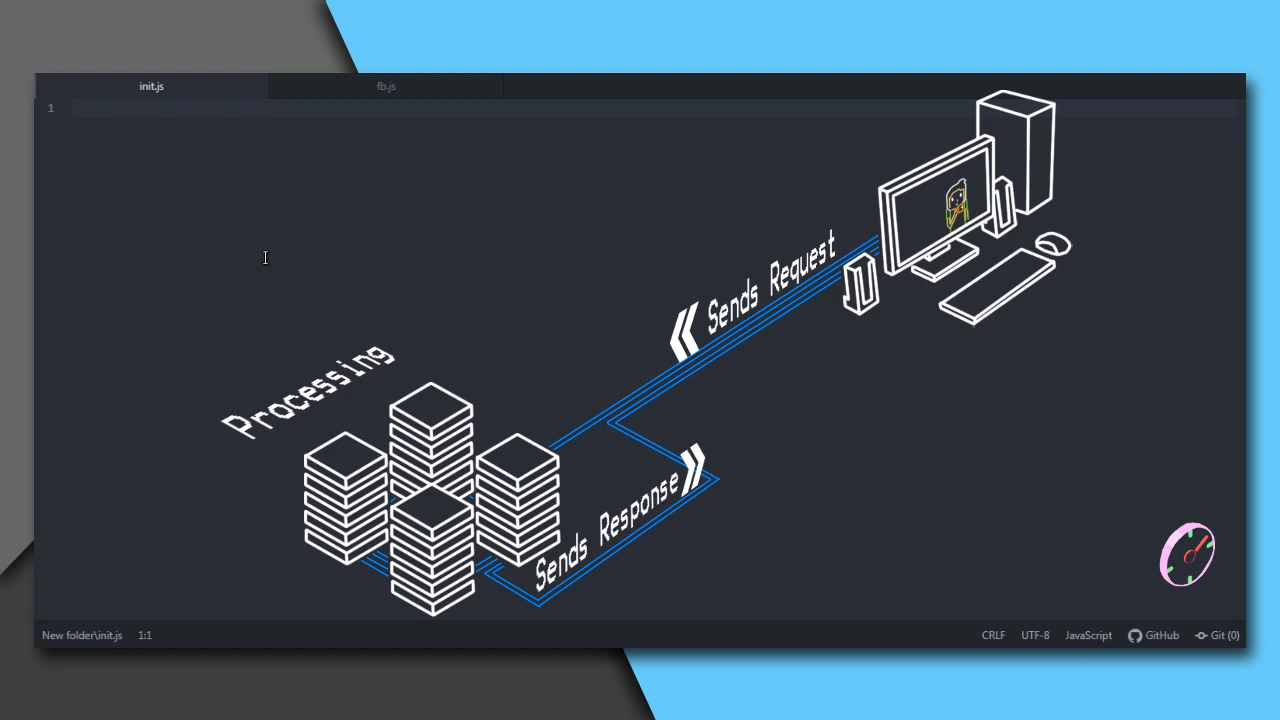 init.js
fb.js
1
Sends Request
Processing
Sends Response
New folder\init.js
1:1
CRLF
UTF-8
JavaScript
GitHub
Git (0)